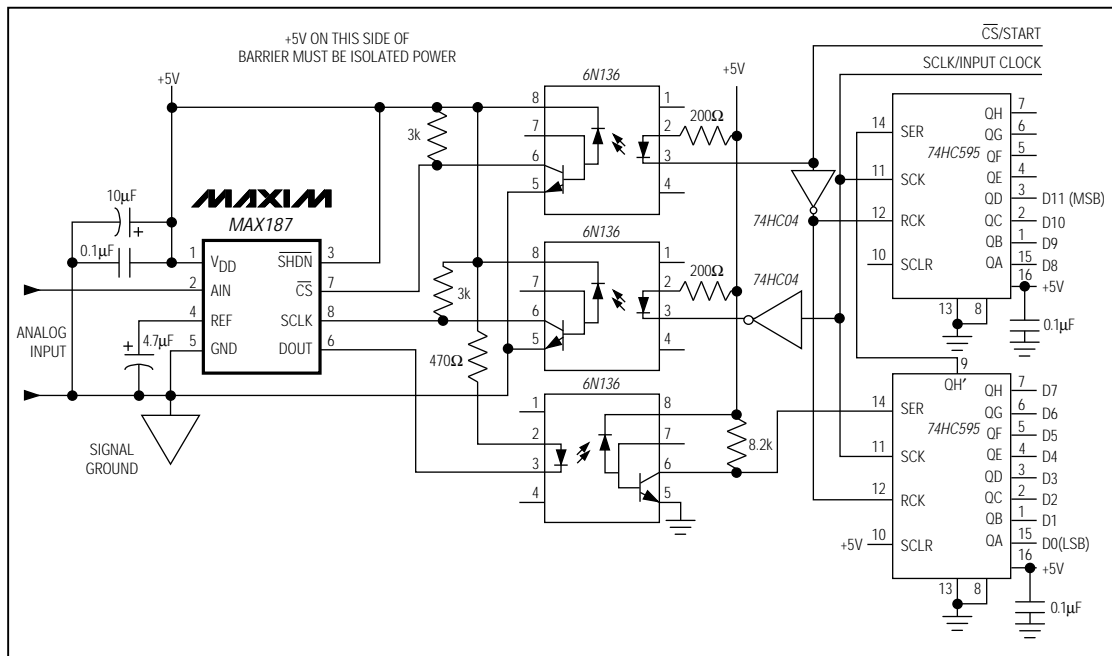 +5V ON THIS SIDE OF
BARRIER MUST BE ISOLATED POWER
CS/START
SCLK/INPUT CLOCK
+5V
6N136
+5V
8
7
6
5
1
2
3
4
3k
200Ω
74HC04
14
11
12
10
SER
SCK
RCK
SCLR
74HC595
QH
QG
QF
QE
QD
QC
QB
QA
7
6
5
4
3 D11 (MSB)
2 D10
1 D9
15 D8
16
+5V
13
8
0.1µF
10µF
+
0.1µF
MAXIM
MAX187
1 VDD
2 AIN
4 REF
5 GND
SHDN 3
CS 7
SCLK 8
DOUT 6
ANALOG
INPUT
+
4.7µF
SIGNAL
GROUND
6N136
8
7
6
5
1
2
3
4
3k
200Ω
74HC04
470Ω
6N136
1
2
3
4
8
7
6
5
8.2k
9
QH'
14
11
12
+5V 10
SER
SCK
RCK
SCLR
74HC595
QH
QG
QF
QE
QD
QC
QB
QA
7 D7
6 D6
5 D5
4 D4
3 D3
2 D2
1 D1
15 D0(LSB)
16
+5V
13
8
0.1µF